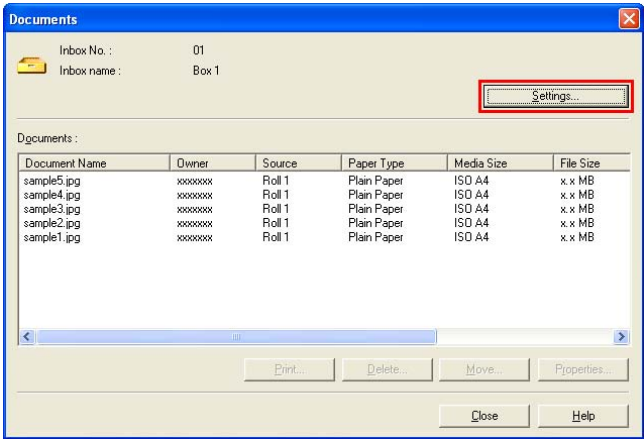 Documents
Inbox No. : 01
Inbox name : Box 1
Settings...
Documents :
Document Name Owner Source Paper Type Media Size File Size
sample5.jpg xxxxxxx Roll 1 Plain Paper ISO A4 x.x MB
sample4.jpg xxxxxxx Roll 1 Plain Paper ISO A4 x.x MB
sample3.jpg xxxxxxx Roll 1 Plain Paper ISO A4 x.x MB
sample2.jpg xxxxxxx Roll 1 Plain Paper ISO A4 x.x MB
sample1.jpg xxxxxxx Roll 1 Plain Paper ISO A4 x.x MB
Print... Delete... Move... Properties...
Close Help